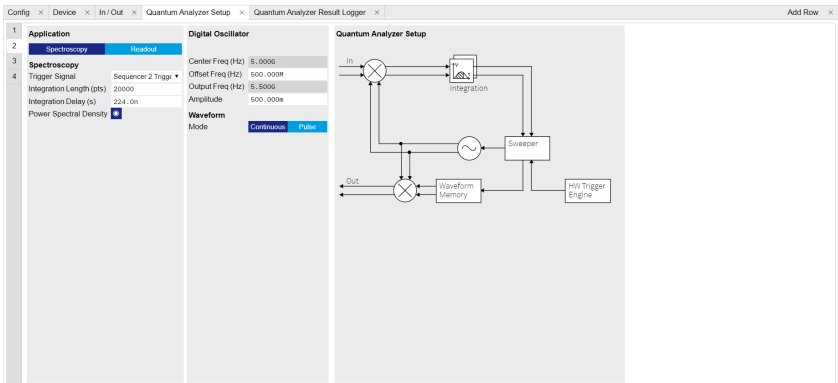 Config × Device × In / Out × Quantum Analyzer Setup × Quantum Analyzer Result Logger × Add Row ×
1
2
3
4
Application
Spectroscopy Readout
Spectroscopy
Trigger Signal Sequencer 2 Trigge
Integration Length (pts) 20000
Integration Delay (s) 224.0n
Power Spectral Density
Digital Oscillator
Center Freq (Hz) 5.000G
Offset Freq (Hz) 500.000M
Output Freq (Hz) 5.500G
Amplitude 500.000m
Waveform
Mode Continuous Pulse
Quantum Analyzer Setup
In
V
Integration
Sweeper
Out
Waveform
Memory
HW Trigger
Engine